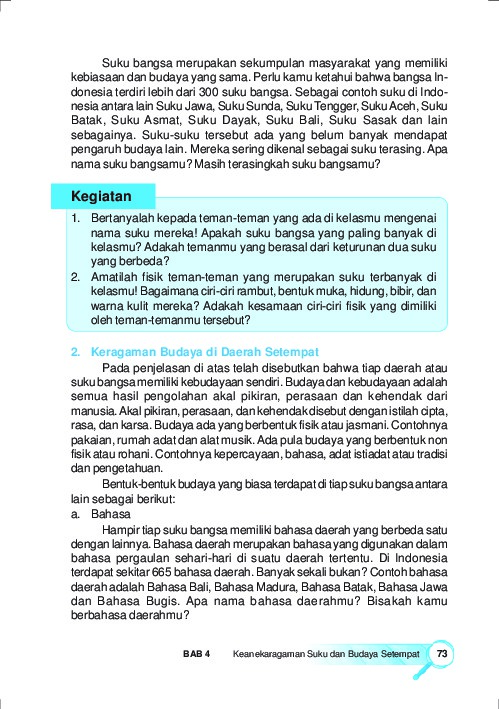 Suku bangsa merupakan sekumpulan masyarakat yang memiliki
kebiasaan dan budaya yang sama. Perlu kamu ketahui bahwa bangsa In-
donesia terdiri lebih dari 300 suku bangsa. Sebagai contoh suku di Indo-
nesia antara lain Suku Jawa, Suku Sunda, Suku Tengger, Suku Aceh, Suku
Batak, Suku Asmat, Suku Dayak, Suku Bali, Suku Sasak dan lain
sebagainya. Suku-suku tersebut ada yang belum banyak mendapat
pengaruh budaya lain. Mereka sering dikenal sebagai suku terasing. Apa
nama suku bangsamu? Masih terasingkah suku bangsamu?
Kegiatan
1. Bertanyalah kepada teman-teman yang ada di kelasmu mengenai
nama suku mereka! Apakah suku bangsa yang paling banyak di
kelasmu? Adakah temanmu yang berasal dari keturunan dua suku
yang berbeda?
2. Amatilah fisik teman-teman yang merupakan suku terbanyak di
kelasmu! Bagaimana ciri-ciri rambut, bentuk muka, hidung, bibir, dan
warna kulit mereka? Adakah kesamaan ciri-ciri fisik yang dimiliki
oleh teman-temanmu tersebut?
2. Keragaman Budaya di Daerah Setempat
Pada penjelasan di atas telah disebutkan bahwa tiap daerah atau
suku bangsa memiliki kebudayaan sendiri. Budaya dan kebudayaan adalah
semua hasil pengolahan akal pikiran, perasaan dan kehendak dari
manusia. Akal pikiran, perasaan, dan kehendak disebut dengan istilah cipta,
rasa, dan karsa. Budaya ada yang berbentuk fisik atau jasmani. Contohnya
pakaian, rumah adat dan alat musik. Ada pula budaya yang berbentuk non
fisik atau rohani. Contohnya kepercayaan, bahasa, adat istiadat atau tradisi
dan pengetahuan.
Bentuk-bentuk budaya yang biasa terdapat di tiap suku bangsa antara
lain sebagai berikut:
a. Bahasa
Hampir tiap suku bangsa memiliki bahasa daerah yang berbeda satu
dengan lainnya. Bahasa daerah merupakan bahasa yang digunakan dalam
bahasa pergaulan sehari-hari di suatu daerah tertentu. Di Indonesia
terdapat sekitar 665 bahasa daerah. Banyak sekali bukan? Contoh bahasa
daerah adalah Bahasa Bali, Bahasa Madura, Bahasa Batak, Bahasa Jawa
dan Bahasa Bugis. Apa nama bahasa daerahmu? Bisakah kamu
berbahasa daerahmu?
BAB 4 Keanekaragaman Suku dan Budaya Setempat 73